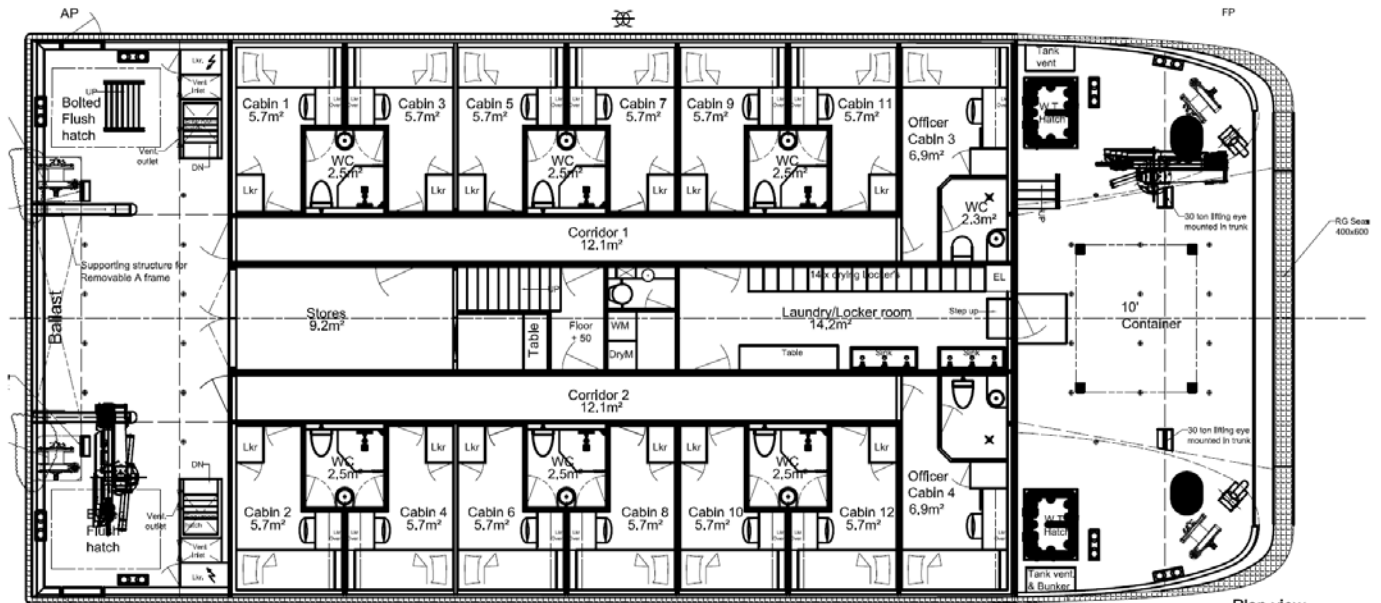 AP
FP
Lkr.
Vent
Inlet
UP
Bolted
Flush
hatch
Vent.
outlet
DN
Cabin 1
5.7m²
Cabin 3
5.7m²
Cabin 5
5.7m²
Cabin 7
5.7m²
Cabin 9
5.7m²
Cabin 11
5.7m²
Officer
Cabin 3
6,9m²
WC
2,5m²
WC
2,5m²
WC
2,5m²
WC
2.3m²
Lkr
Lkr
Lkr
Lkr
Lkr
Lkr
Tank
vent
W.T.
Hatch
UP
30 ton lifting eye
mounted in trunk
RG Seax
400x600
Corridor 1
12.1m²
Supporting structure for
Removable A frame
Ballast
Stores
9.2m²
UP
Table
Floor
+ 50
WM
DryM
14 x drying Locker's
EL
Laundry/Locker room
14,2m²
Step up
Table
Sink
Sink
10'
Container
Corridor 2
12,1m²
30 ton lifting eye
mounted in trunk
Lkr
Lkr
Lkr
Lkr
Lkr
Lkr
WC
2,5m²
WC
2,5m²
WC
2,5m²
DN
Vent.
outlet
hatch
Flush
hatch
Vent
Inlet
Lkr.
Cabin 2
5.7m²
Cabin 4
5.7m²
Cabin 6
5.7m²
Cabin 8
5.7m²
Cabin 10
5.7m²
Cabin 12
5.7m²
Officer
Cabin 4
6,9m²
W.T.
Hatch
Tank vent,
& Bunker
Plan view